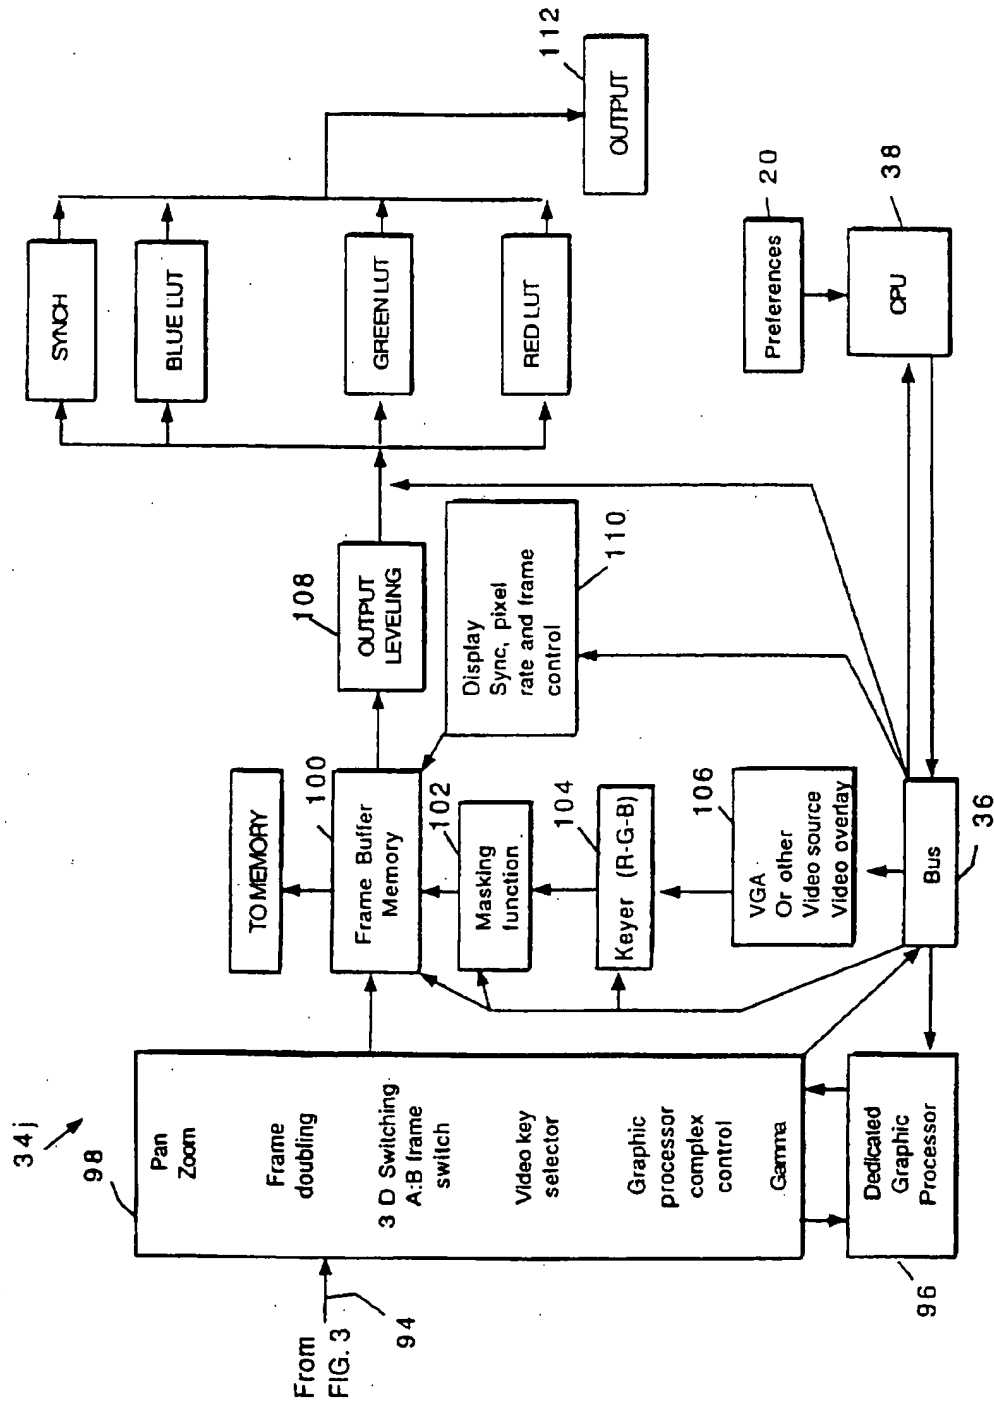 34j
98
Pan
Zoom
Frame
doubling
3 D Switching
A:B frame
switch
Video key
selector
Graphic
processor
complex
control
Gamma
From
FIG. 3
94
Dedicated
Graphic
Processor
96
TO MEMORY
100
Frame Buffer
Memory
102
Masking
function
104
Keyer (R-G-B)
106
VGA
Or other
Video source
Video overlay
Bus
36
108
OUTPUT
LEVELING
Display
Sync, pixel
rate and frame
control
110
SYNCH
BLUE LUT
GREEN LUT
RED LUT
Preferences
20
CPU
38
112
OUTPUT